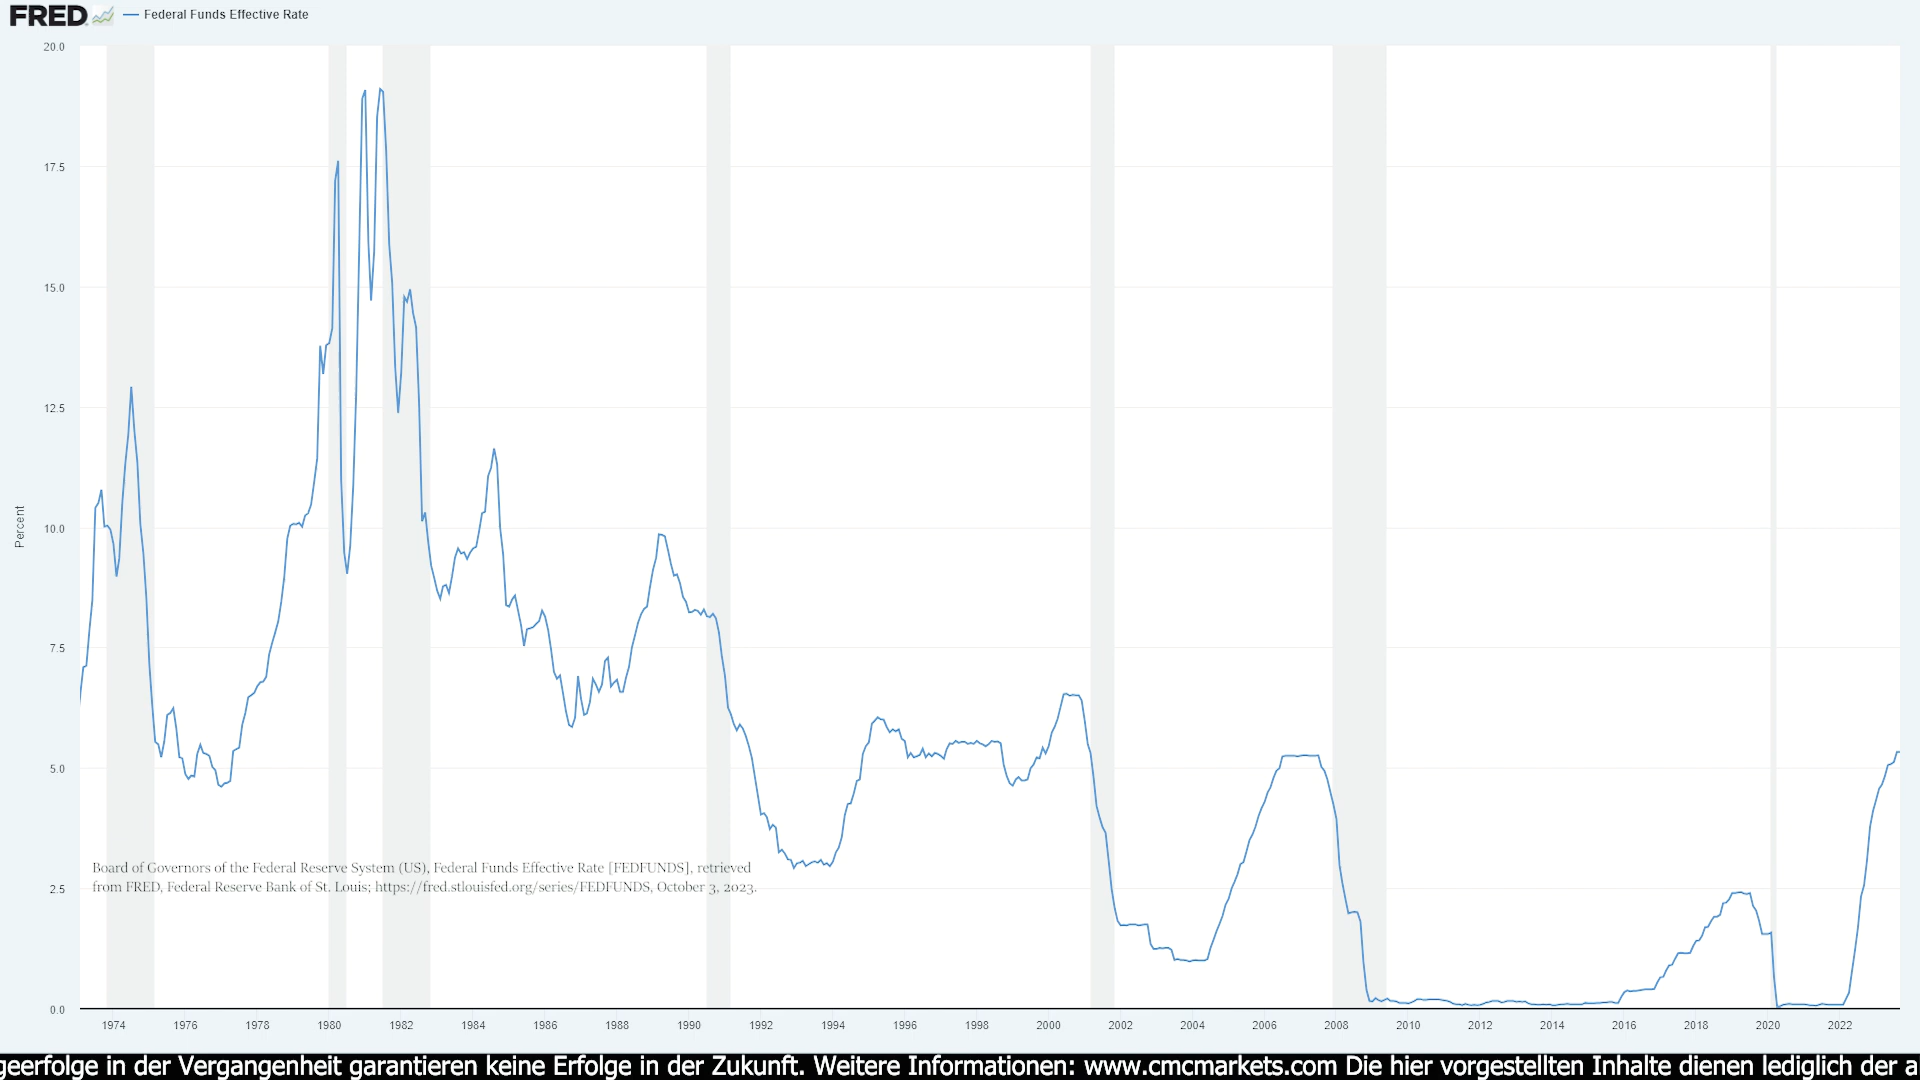 FRED
Federal Funds Effective Rate
20.0
17.5
15.0
12.5
10.0
7.5
5.0
2.5
0.0
Percent
Board of Governors of the Federal Reserve System (US), Federal Funds Effective Rate [FEDFUNDS], retrieved
from FRED, Federal Reserve Bank of St. Louis; https://fred.stlouisfed.org/series/FEDFUNDS, October 3, 2023.
1974 1976 1978 1980 1982 1984 1986 1988 1990 1992 1994 1996 1998 2000 2002 2004 2006 2008 2010 2012 2014 2016 2018 2020 2022
geerfolge in der Vergangenheit garantieren keine Erfolge in der Zukunft. Weitere Informationen: www.cmcmarkets.com Die hier vorgestellten Inhalte dienen lediglich der a